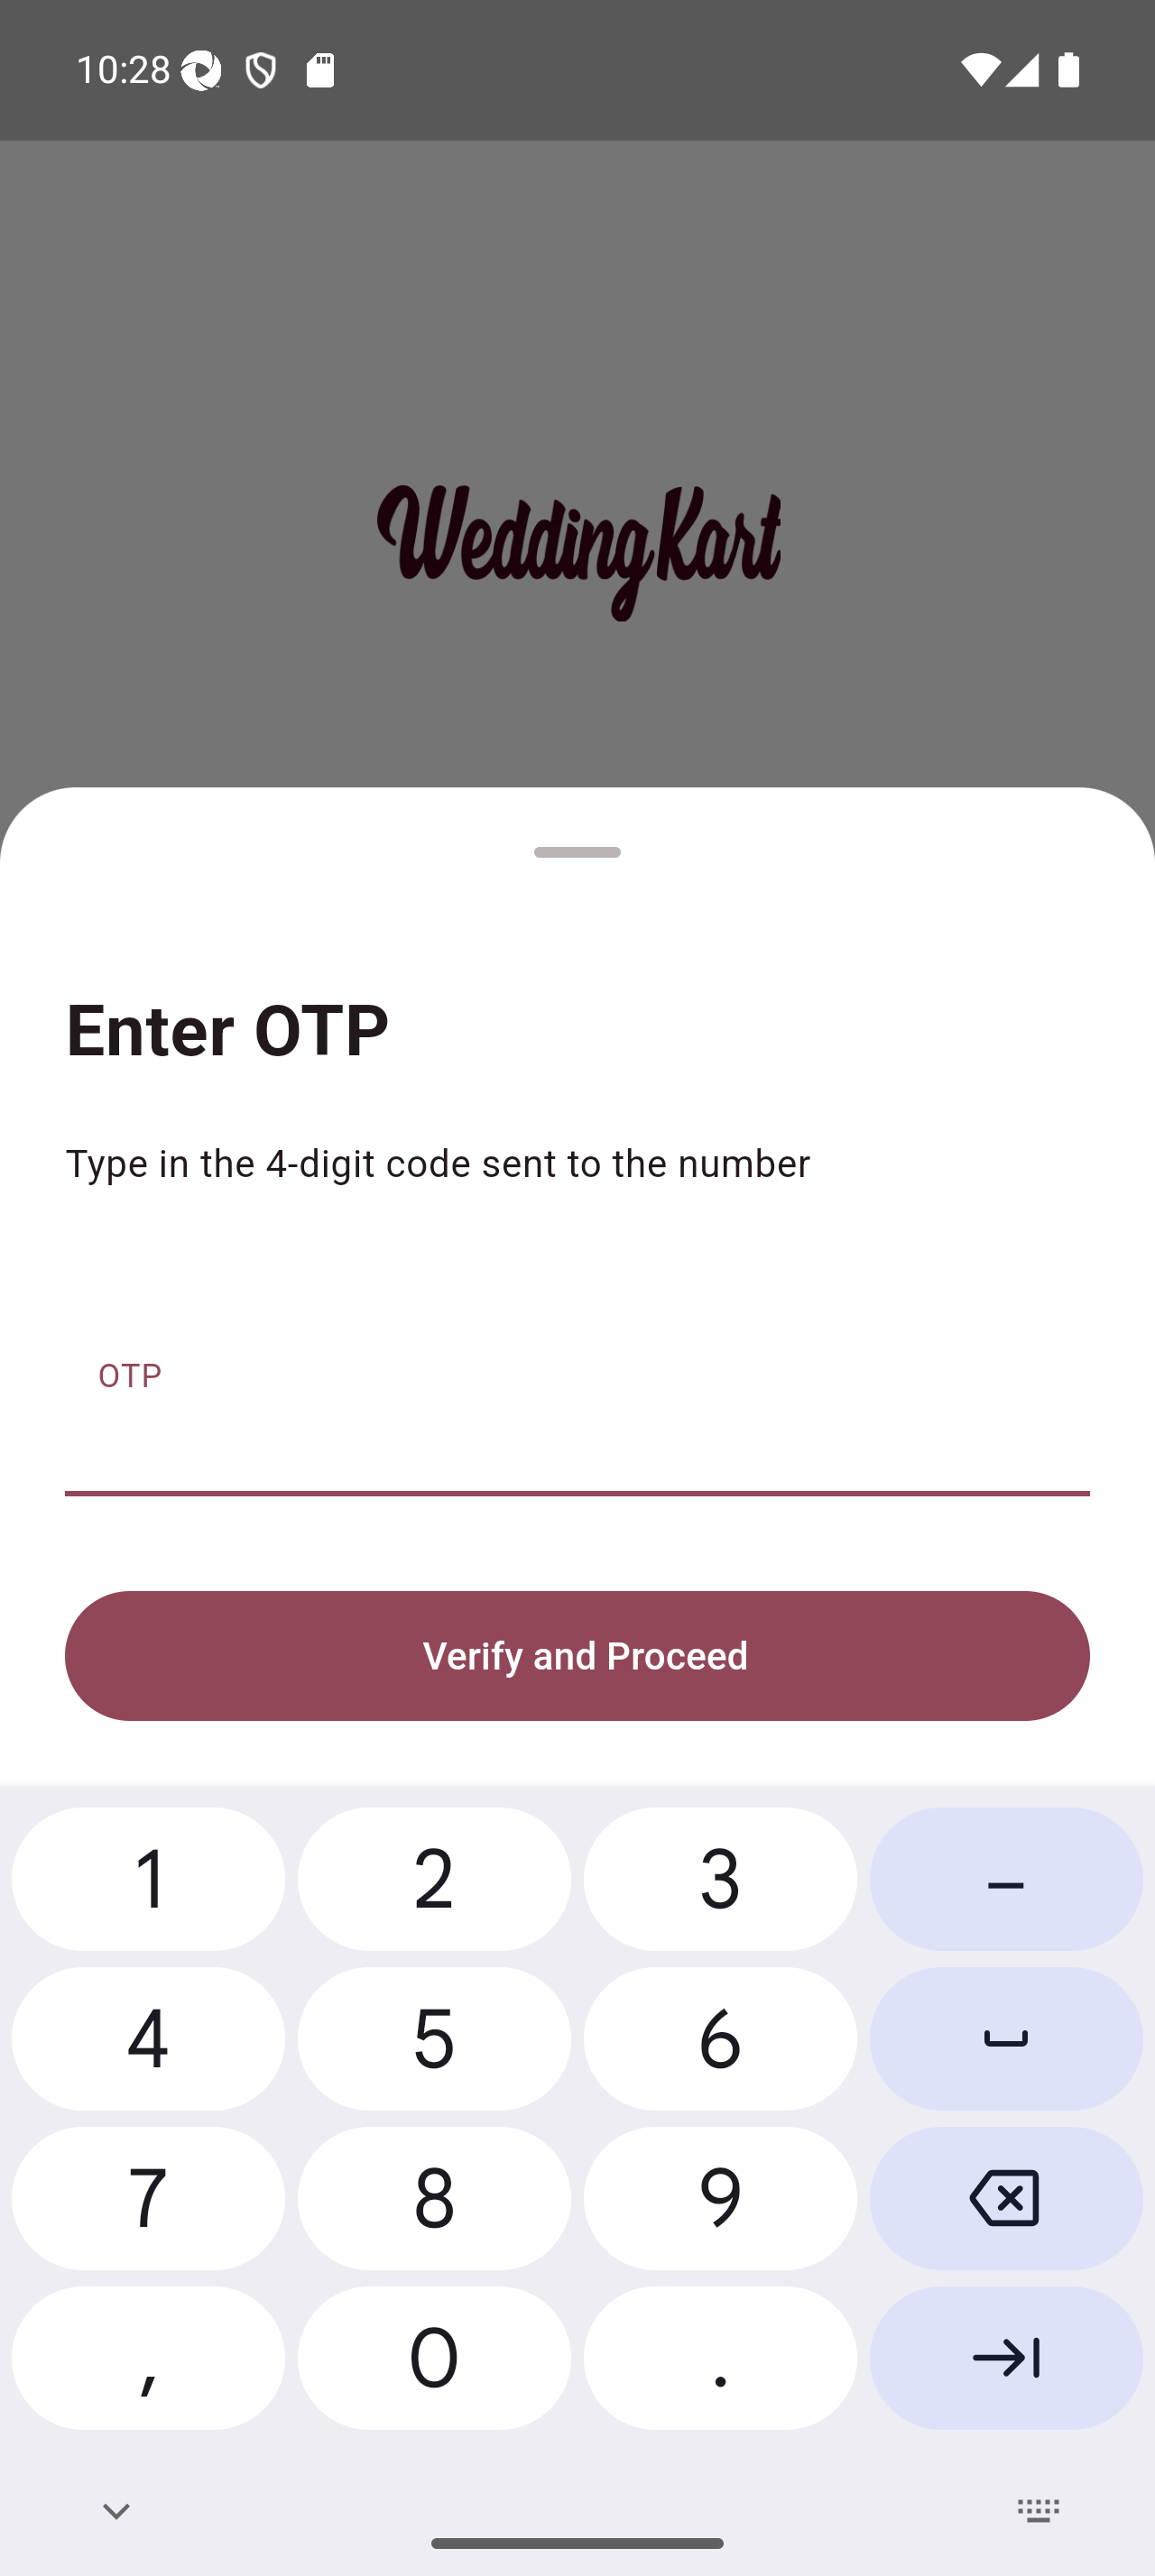 10:28
WeddingKart
Enter OTP
Type in the 4-digit code sent to the number
OTP
Verify and Proceed
1 2 3 –
4 5 6
7 8 9
, 0 .